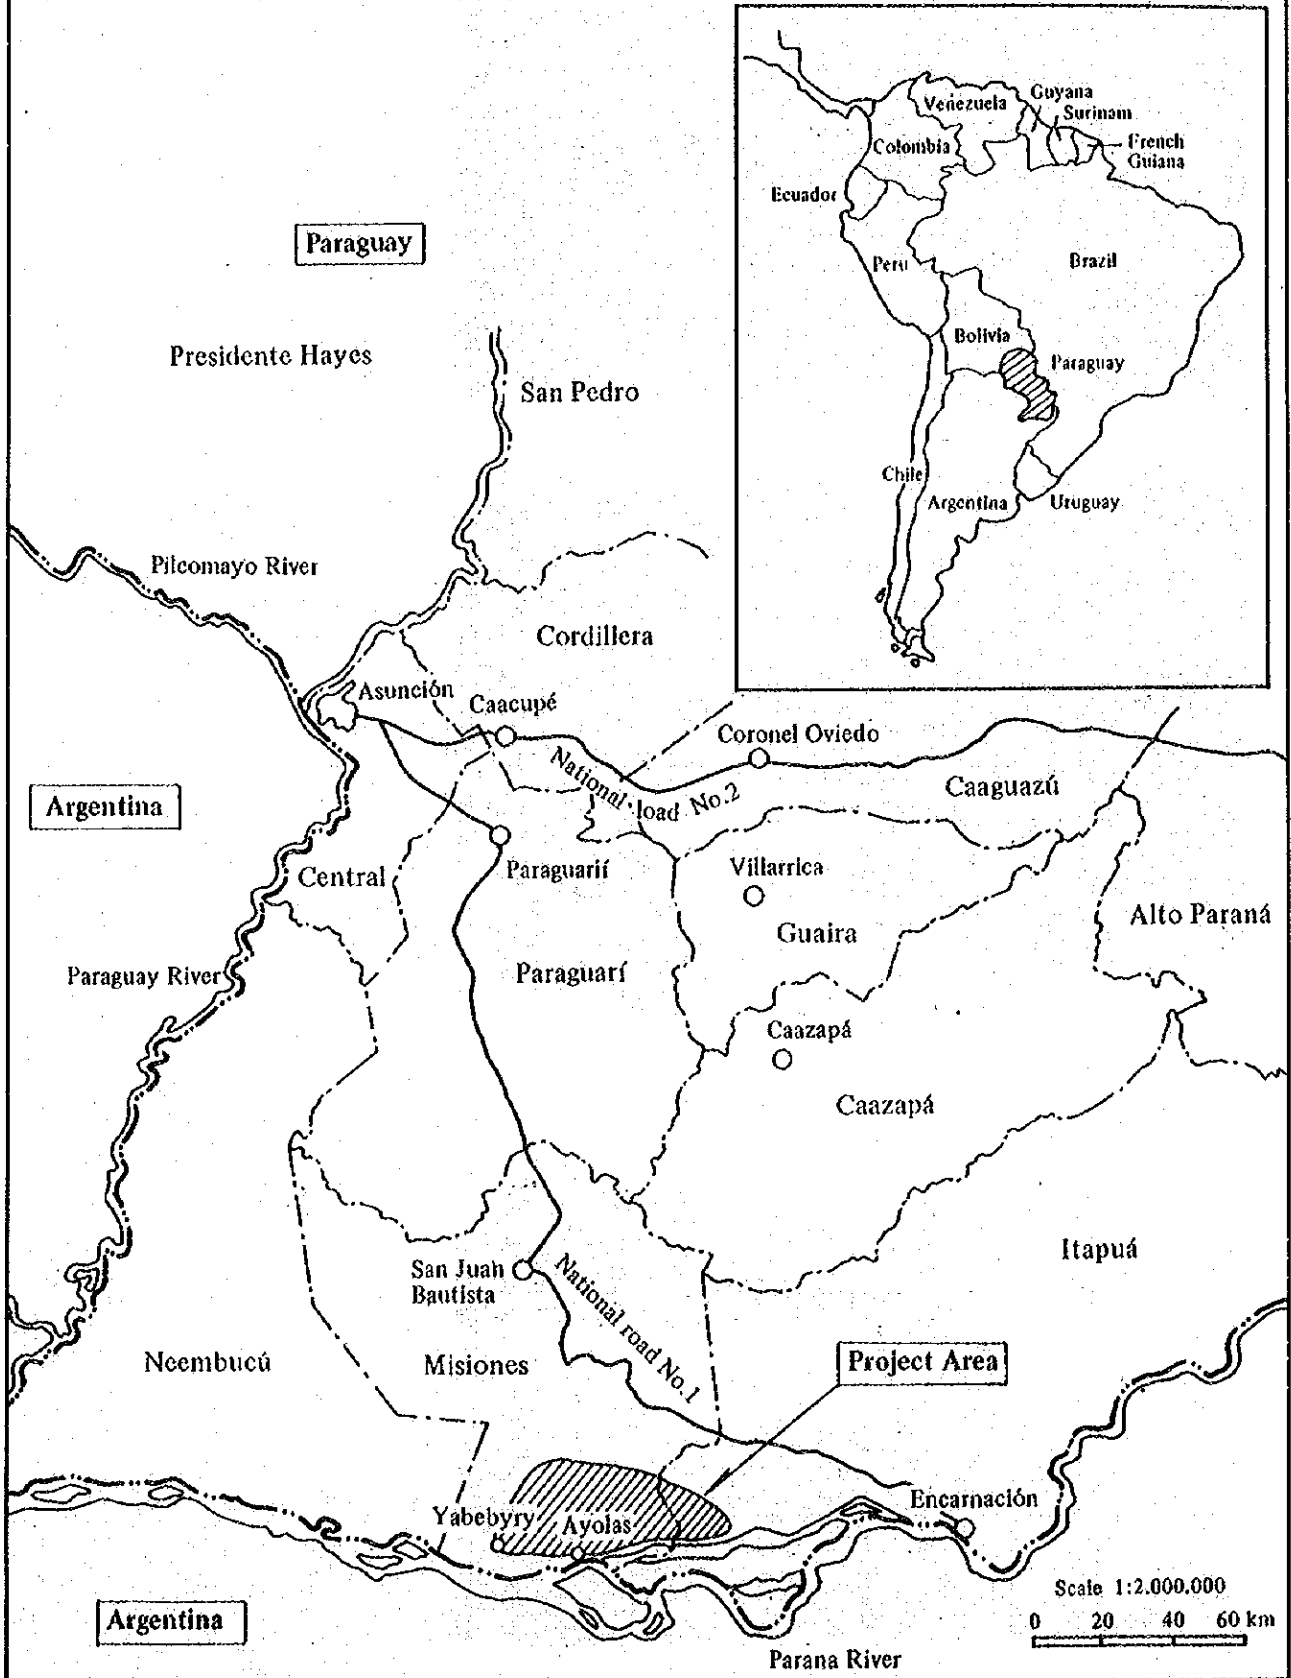 Venezuela
Guyana
Surinam
Colombia
French
Guiana
Ecuador
Peru
Brazil
Bolivia
Paraguay
Chile
Argentina
Uruguay
Paraguay
Presidente Hayes
San Pedro
Pilcomayo River
Cordillera
Asunción
Caacupé
Coronel Oviedo
National load No.2
Caaguazú
Argentina
Central
Paraguarií
Villarrica
Guaira
Alto Paraná
Paraguay River
Paraguarí
Caazapá
Caazapá
San Juan
Bautista
National road No.1
Itapuá
Neembucú
Misiones
Project Area
Yabebyry
Ayolas
Encarnación
Scale 1:2.000.000
0 20 40 60 km
Argentina
Parana River